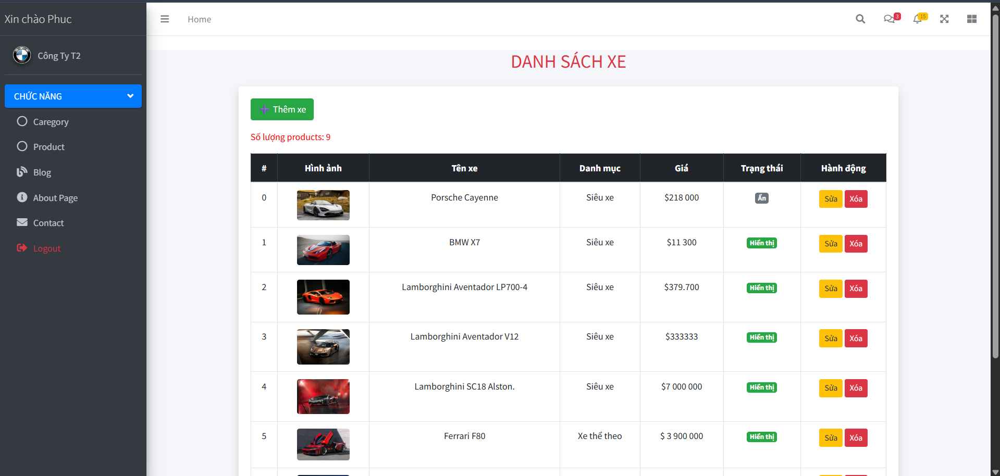 Xin chào Phuc
Home
3
15
Công Ty T2
CHỨC NĂNG
Caregory
Product
Blog
About Page
Contact
Logout
DANH SÁCH XE
Thêm xe
Số lượng products: 9
# Hình ảnh Tên xe Danh mục Giá Trạng thái Hành động
0 Porsche Cayenne Siêu xe $218 000 Ẩn Sửa Xóa
1 BMW X7 Siêu xe $11 300 Hiển thị Sửa Xóa
2 Lamborghini Aventador LP700-4 Siêu xe $379.700 Hiển thị Sửa Xóa
3 Lamborghini Aventador V12 Siêu xe $333333 Hiển thị Sửa Xóa
4 Lamborghini SC18 Alston. Siêu xe $7 000 000 Hiển thị Sửa Xóa
5 Ferrari F80 Xe thể theo $ 3 900 000 Hiển thị Sửa Xóa